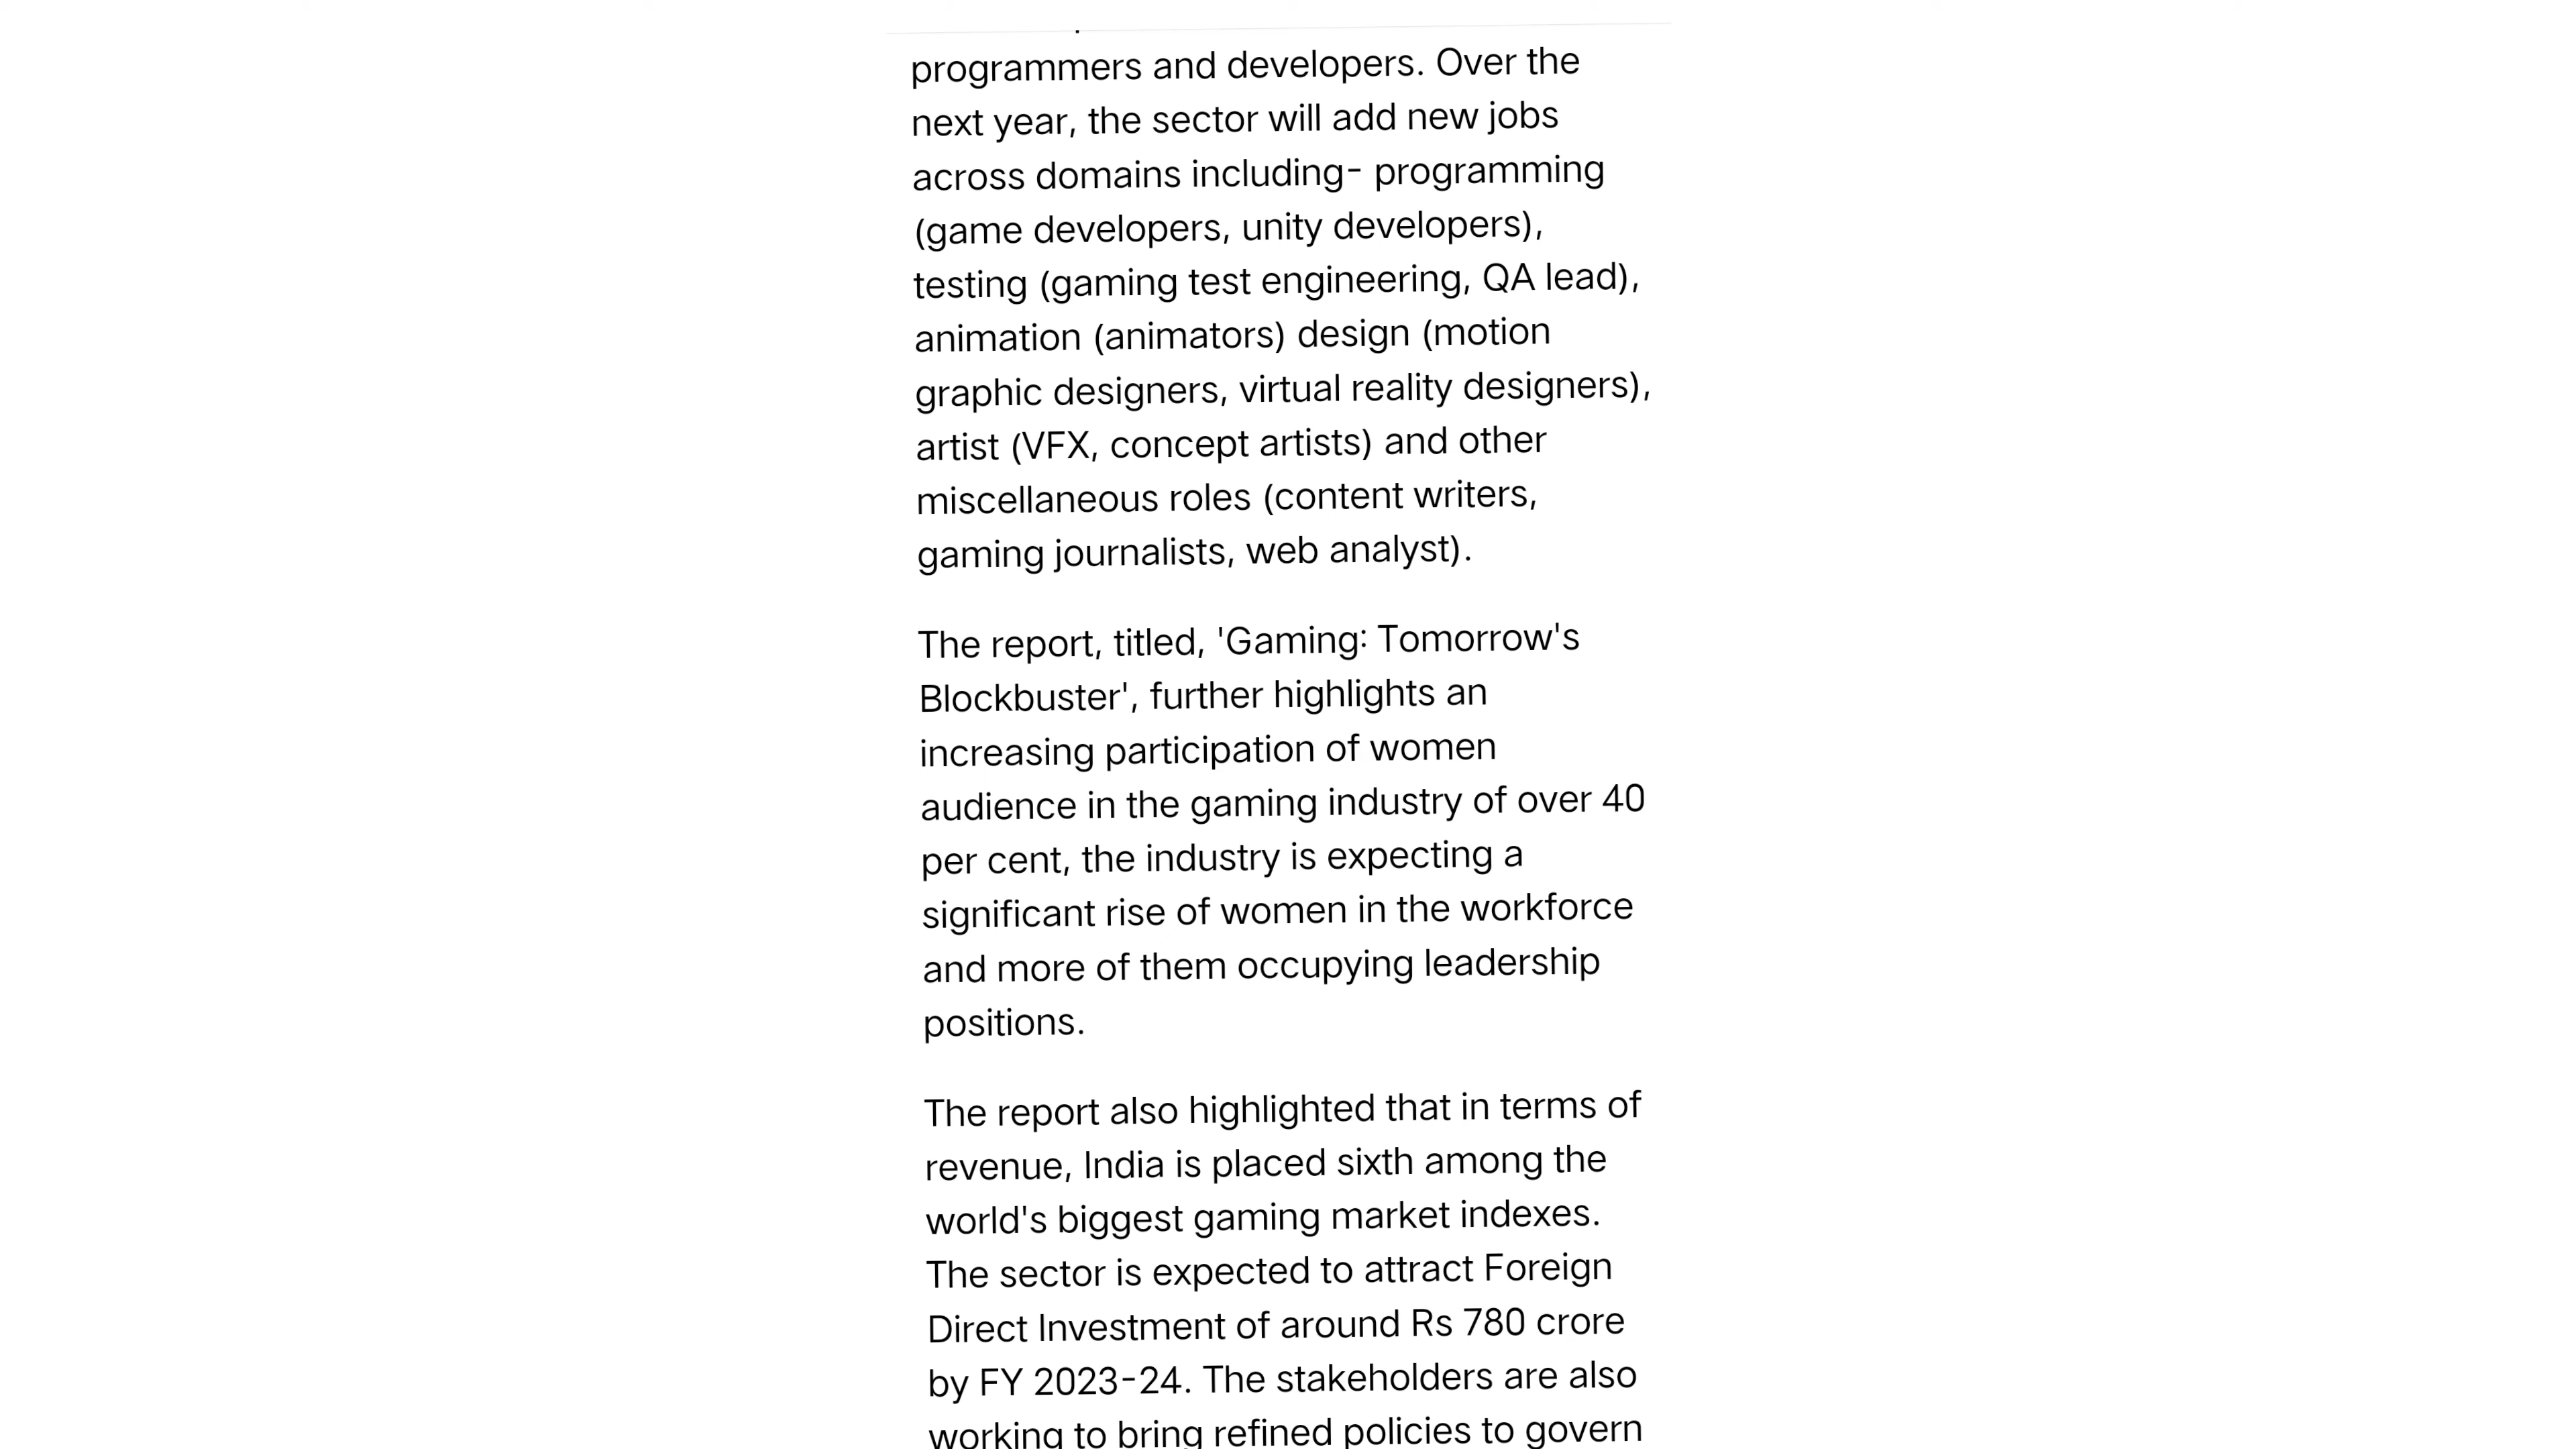 programmers and developers. Over the
next year, the sector will add new jobs
across domains including- programming
(game developers, unity developers),
testing (gaming test engineering, QA lead),
animation (animators) design (motion
graphic designers, virtual reality designers),
artist (VFX, concept artists) and other
miscellaneous roles (content writers,
gaming journalists, web analyst).
The report, titled, 'Gaming: Tomorrow's
Blockbuster', further highlights an
increasing participation of women
audience in the gaming industry of over 40
per cent, the industry is expecting a
significant rise of women in the workforce
and more of them occupying leadership
positions.
The report also highlighted that in terms of
revenue, India is placed sixth among the
world's biggest gaming market indexes.
The sector is expected to attract Foreign
Direct Investment of around Rs 780 crore
by FY 2023-24. The stakeholders are also
working to bring refined policies to govern